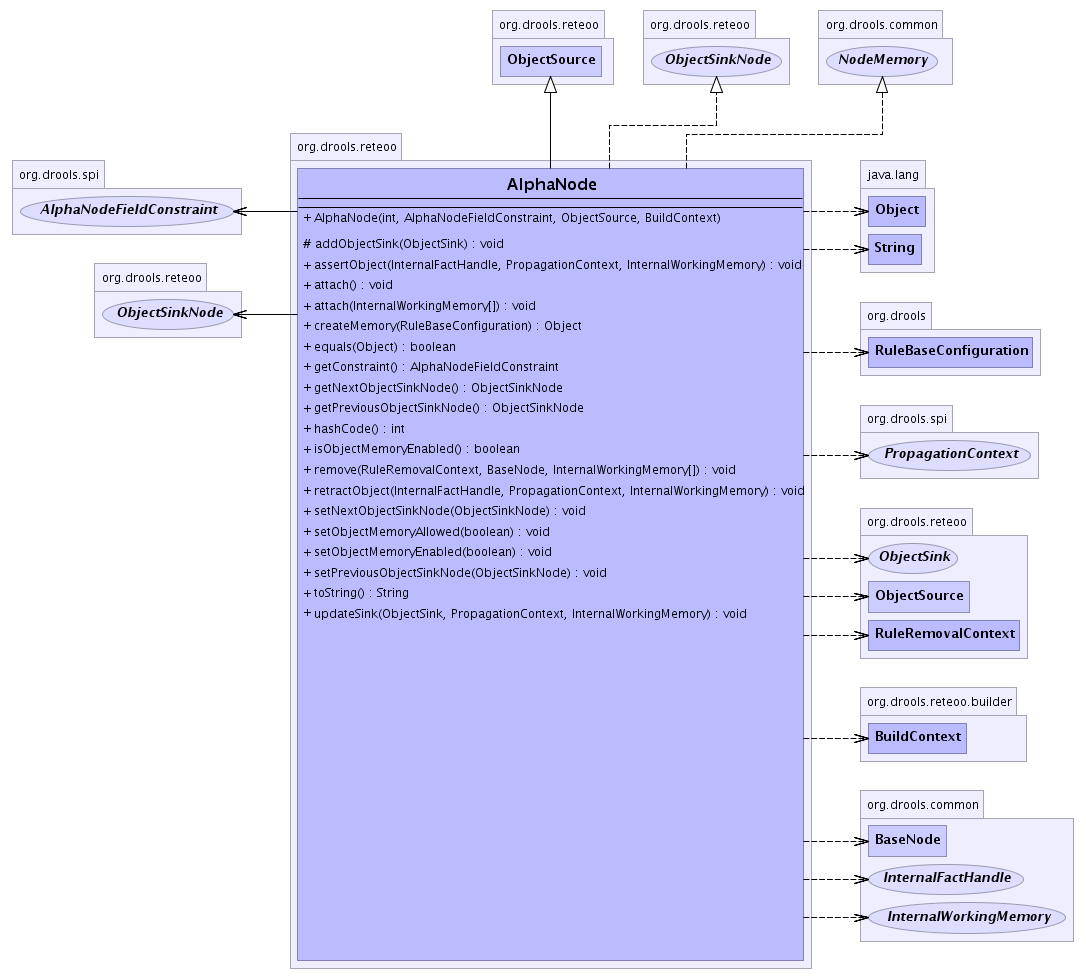 org.drools.reteoo
ObjectSource
org.drools.reteoo
ObjectSinkNode
org.drools.common
NodeMemory
org.drools.spi
AlphaNodeFieldConstraint
org.drools.reteoo
ObjectSinkNode
org.drools.reteoo
AlphaNode
+ AlphaNode(int, AlphaNodeFieldConstraint, ObjectSource, BuildContext)
# addObjectSink(ObjectSink) : void
+ assertObject(InternalFactHandle, PropagationContext, InternalWorkingMemory) : void
+ attach() : void
+ attach(InternalWorkingMemory[]) : void
+ createMemory(RuleBaseConfiguration) : Object
+ equals(Object) : boolean
+ getConstraint() : AlphaNodeFieldConstraint
+ getNextObjectSinkNode() : ObjectSinkNode
+ getPreviousObjectSinkNode() : ObjectSinkNode
+ hashCode() : int
+ isObjectMemoryEnabled() : boolean
+ remove(RuleRemovalContext, BaseNode, InternalWorkingMemory[]) : void
+ retractObject(InternalFactHandle, PropagationContext, InternalWorkingMemory) : void
+ setNextObjectSinkNode(ObjectSinkNode) : void
+ setObjectMemoryAllowed(boolean) : void
+ setObjectMemoryEnabled(boolean) : void
+ setPreviousObjectSinkNode(ObjectSinkNode) : void
+ toString() : String
+ updateSink(ObjectSink, PropagationContext, InternalWorkingMemory) : void
java.lang
Object
String
org.drools
RuleBaseConfiguration
org.drools.spi
PropagationContext
org.drools.reteoo
ObjectSink
ObjectSource
RuleRemovalContext
org.drools.reteoo.builder
BuildContext
org.drools.common
BaseNode
InternalFactHandle
InternalWorkingMemory